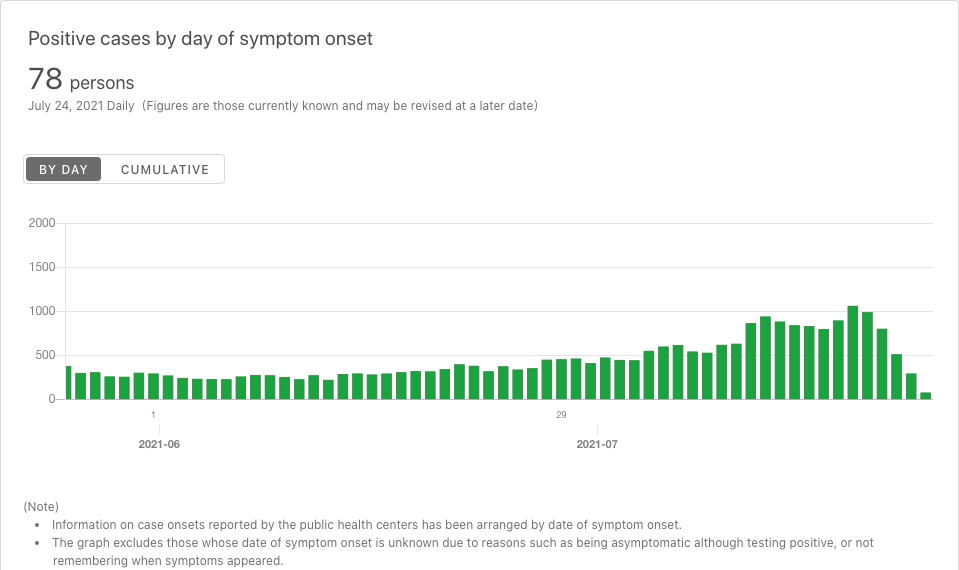 Positive cases by day of symptom onset
78 persons
July 24, 2021 Daily (Figures are those currently known and may be revised at a later date)
BY DAY CUMULATIVE
2000
1500
1000
500
0
1 29
2021-06 2021-07
(Note)
• Information on case onsets reported by the public health centers has been arranged by date of symptom onset.
• The graph excludes those whose date of symptom onset is unknown due to reasons such as being asymptomatic although testing positive, or not
remembering when symptoms appeared.